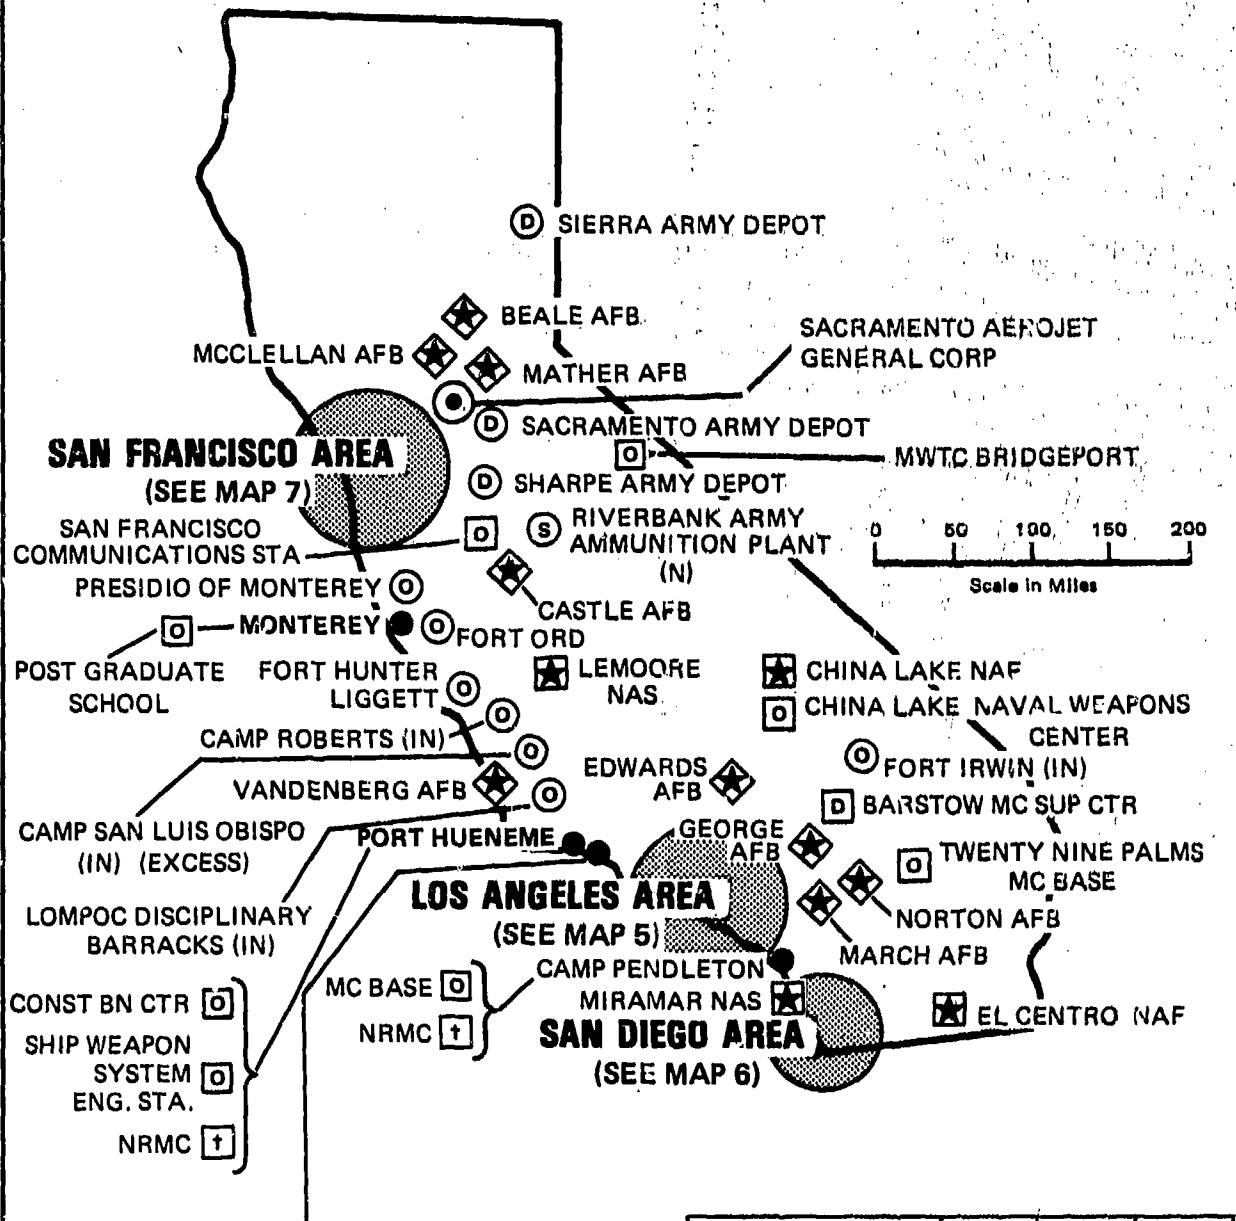 D SIERRA ARMY DEPOT
BEALE AFB
SACRAMENTO AEROJET
GENERAL CORP
MCCLELLAN AFB
MATHER AFB
D SACRAMENTO ARMY DEPOT
SAN FRANCISCO AREA
(SEE MAP 7)
O MWTC BRIDGEPORT
D SHARPE ARMY DEPOT
SAN FRANCISCO
COMMUNICATIONS STA O
S RIVERBANK ARMY
AMMUNITION PLANT
(N)
0 50 100 150 200
Scale in Miles
PRESIDIO OF MONTEREY O
CASTLE AFB
O MONTEREY
O FORT ORD
POST GRADUATE
SCHOOL
FORT HUNTER
LIGGETT O
LEMOORE
NAS
CHINA LAKE NAF
O CHINA LAKE NAVAL WEAPONS
CENTER
CAMP ROBERTS (IN) O
O
O FORT IRWIN (IN)
EDWARDS
AFB
VANDENBERG AFB
O
D BARSTOW MC SUP CTR
CAMP SAN LUIS OBISPO
(IN) (EXCESS)
PORT HUENEME
GEORGE
AFB
O TWENTY NINE PALMS
MC BASE
LOS ANGELES AREA
(SEE MAP 5)
NORTON AFB
LOMPOC DISCIPLINARY
BARRACKS (IN)
MARCH AFB
CAMP PENDLETON
MC BASE O
NRMC †
MIRAMAR NAS
SAN DIEGO AREA
(SEE MAP 6)
EL CENTRO NAF
CONST BN CTR O
SHIP WEAPON
SYSTEM O
ENG. STA.
NRMC †